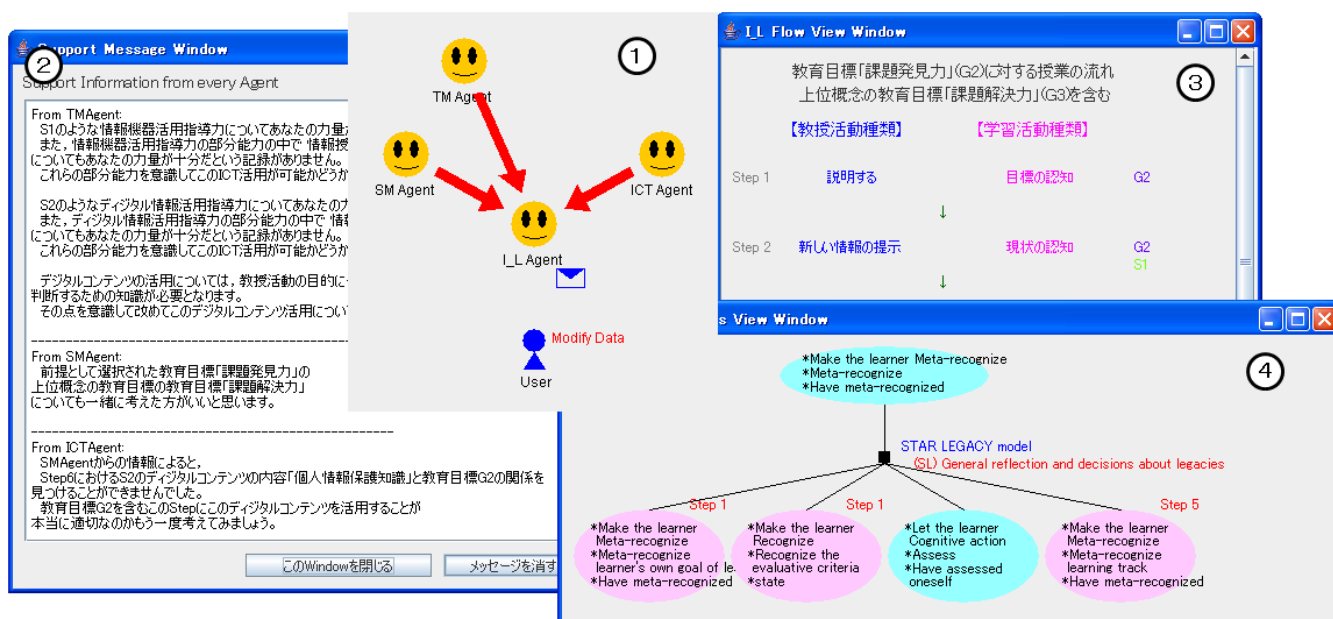 ②
Support Message Window
Support Information from every Agent
From TMAgent:
S1のような情報機器活用指導力についてあなたの力量が
また，情報機器活用指導力の部分能力の中で 情報授
についてもあなたの力量が十分だという記録がありません。
これらの部分能力を意識してこのICT活用が可能かどうか
S2のようなディジタル情報活用指導力についてあなたの力
また，ディジタル情報活用指導力の部分能力の中で 情報
についてもあなたの力量が十分だという記録がありません。
これらの部分能力を意識してこのICT活用が可能かどうか
デジタルコンテンツの活用については，教授活動の目的に
判断するための知識が必要となります。
その点を意識して改めてこのデジタルコンテンツ活用につい
--------------------------------------------------
From SMAgent:
前提として選択された教育目標「課題発見力」の
上位概念の教育目標の教育目標「課題解決力」
についても一緒に考えた方がいいと思います。
--------------------------------------------------
From ICTAgent:
SMAgentからの情報によると，
Step6におけるS2のディジタルコンテンツの内容「個人情報保護知識」と教育目標G2の関係を
見つけることができませんでした。
教育目標G2を含むこのStepにこのディジタルコンテンツを活用することが
本当に適切なのかもう一度考えてみましょう。
このWindowを閉じる
メッセージを消す
①
TM Agent
SM Agent
ICT Agent
I_L Agent
Modify Data
User
I_L Flow View Window
③
教育目標「課題発見力」(G2)に対する授業の流れ
上位概念の教育目標「課題解決力」(G3)を含む
【教授活動種類】 【学習活動種類】
Step 1 説明する 目標の認知 G2
↓
Step 2 新しい情報の提示 現状の認知 G2
S1
↓
s View Window
④
*Make the learner Meta-recognize
*Meta-recognize
*Have meta-recognized
STAR LEGACY model
(SL) General reflection and decisions about legacies
Step 1
*Make the learner
Meta-recognize
*Meta-recognize
learner's own goal of le
*Have meta-recognized
Step 1
*Make the learner
Recognize
*Recognize the
evaluative criteria
*state
*Let the learner
Cognitive action
*Assess
*Have assessed
oneself
Step 5
*Make the learner
Meta-recognize
*Meta-recognize
learning track
*Have meta-recognized